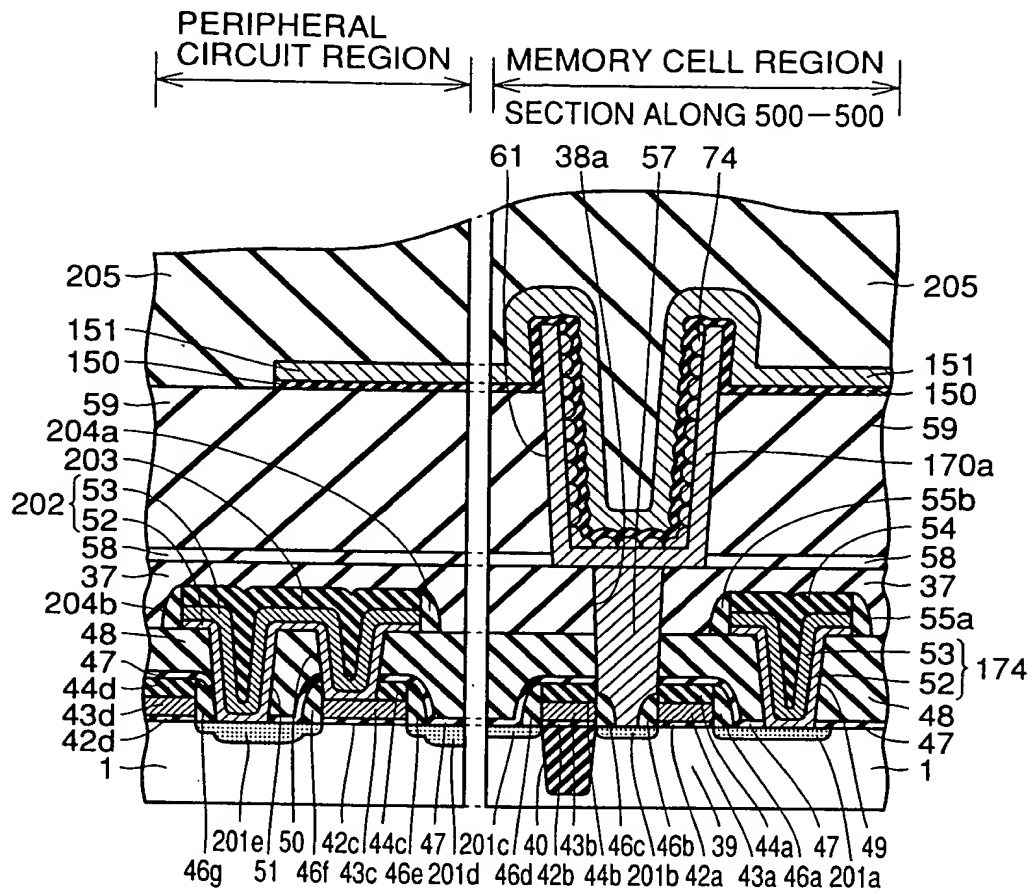 PERIPHERAL
CIRCUIT REGION
MEMORY CELL REGION
SECTION ALONG 500-500
61 38a 57 74
205
151
150
59
204a
203
202 { 53
52
58
37
204b
48
47
44d
43d
42d
1
205
151
150
59
170a
55b
54
58
37
55a
53 } 174
52
48
47
1
201e 50 42c 44c 47 201c 40 43b 46c 46b 39 44a 47 49
46g 51 46f 43c 46e 201d 46d 42b 44b 201b 42a 43a 46a 201a